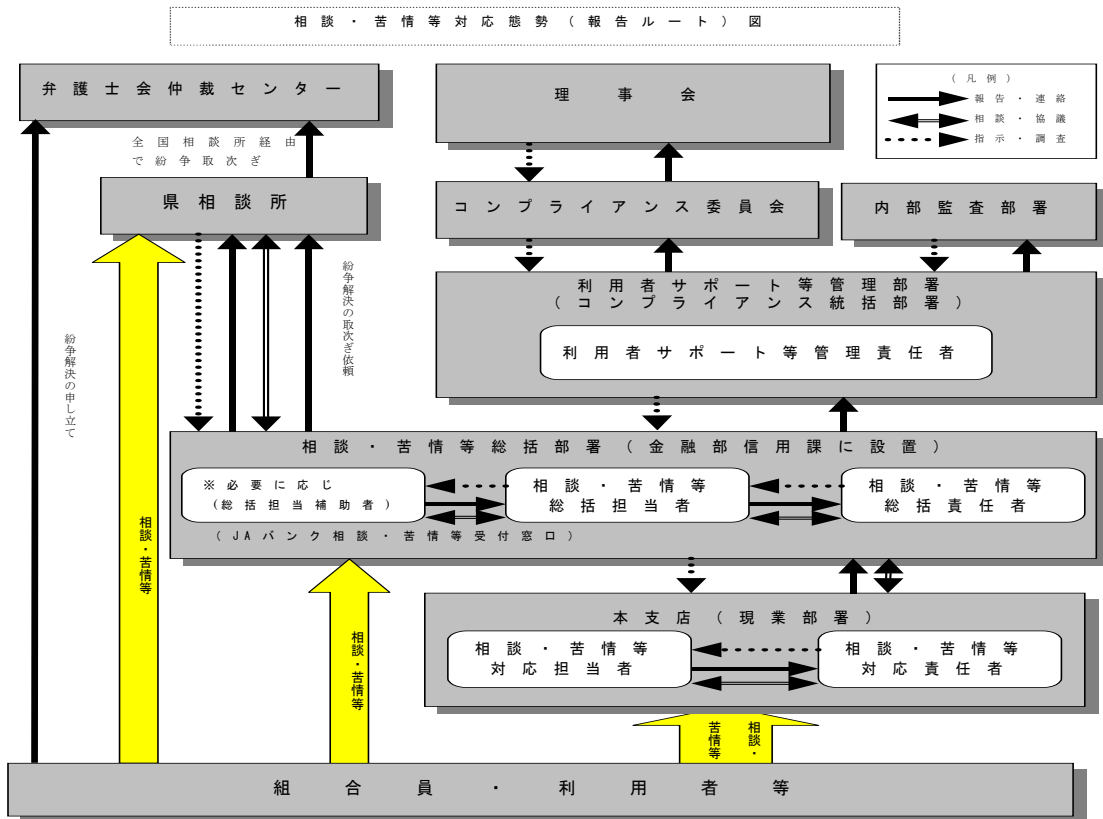 相談・苦情等対応態勢（報告ルート）図
弁護士会仲裁センター
理事会
（凡例）
報告・連絡
相談・協議
指示・調査
全国相談所経由
で紛争取次ぎ
県相談所
コンプライアンス委員会
内部監査部署
紛争解決の取次ぎ依頼
利用者サポート等管理部署
（コンプライアンス統括部署）
利用者サポート等管理責任者
紛争解決の申し立て
相談・苦情等総括部署（金融部信用課に設置）
※必要に応じ
（総括担当補助者）
相談・苦情等
総括担当者
相談・苦情等
総括責任者
（JAバンク相談・苦情等受付窓口）
相談・苦情等
相談・苦情等
本支店（現業部署）
相談・苦情等
対応担当者
相談・苦情等
対応責任者
相談・
苦情等
組合員・利用者等